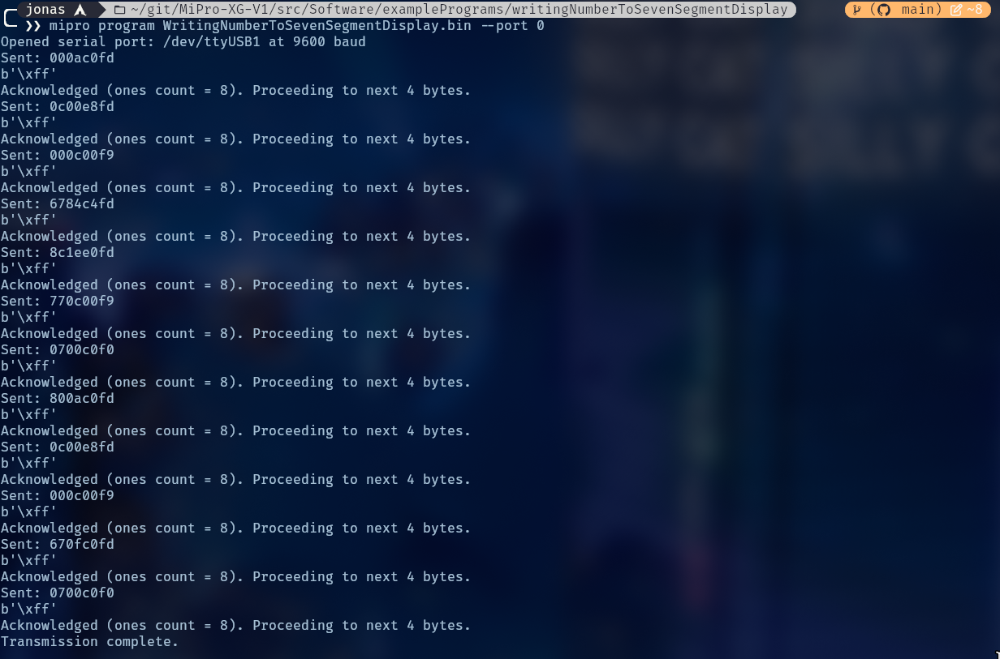 jonas ~/git/MiPro-XG-V1/src/Software/examplePrograms/writingNumberToSevenSegmentDisplay ( main) ~8
❯❯ mipro program WritingNumberToSevenSegmentDisplay.bin --port 0
Opened serial port: /dev/ttyUSB1 at 9600 baud
Sent: 000ac0fd
b'\xff'
Acknowledged (ones count = 8). Proceeding to next 4 bytes.
Sent: 0c00e8fd
b'\xff'
Acknowledged (ones count = 8). Proceeding to next 4 bytes.
Sent: 000c00f9
b'\xff'
Acknowledged (ones count = 8). Proceeding to next 4 bytes.
Sent: 6784c4fd
b'\xff'
Acknowledged (ones count = 8). Proceeding to next 4 bytes.
Sent: 8c1ee0fd
b'\xff'
Acknowledged (ones count = 8). Proceeding to next 4 bytes.
Sent: 770c00f9
b'\xff'
Acknowledged (ones count = 8). Proceeding to next 4 bytes.
Sent: 0700c0f0
b'\xff'
Acknowledged (ones count = 8). Proceeding to next 4 bytes.
Sent: 800ac0fd
b'\xff'
Acknowledged (ones count = 8). Proceeding to next 4 bytes.
Sent: 0c00e8fd
b'\xff'
Acknowledged (ones count = 8). Proceeding to next 4 bytes.
Sent: 000c00f9
b'\xff'
Acknowledged (ones count = 8). Proceeding to next 4 bytes.
Sent: 670fc0fd
b'\xff'
Acknowledged (ones count = 8). Proceeding to next 4 bytes.
Sent: 0700c0f0
b'\xff'
Acknowledged (ones count = 8). Proceeding to next 4 bytes.
Transmission complete.